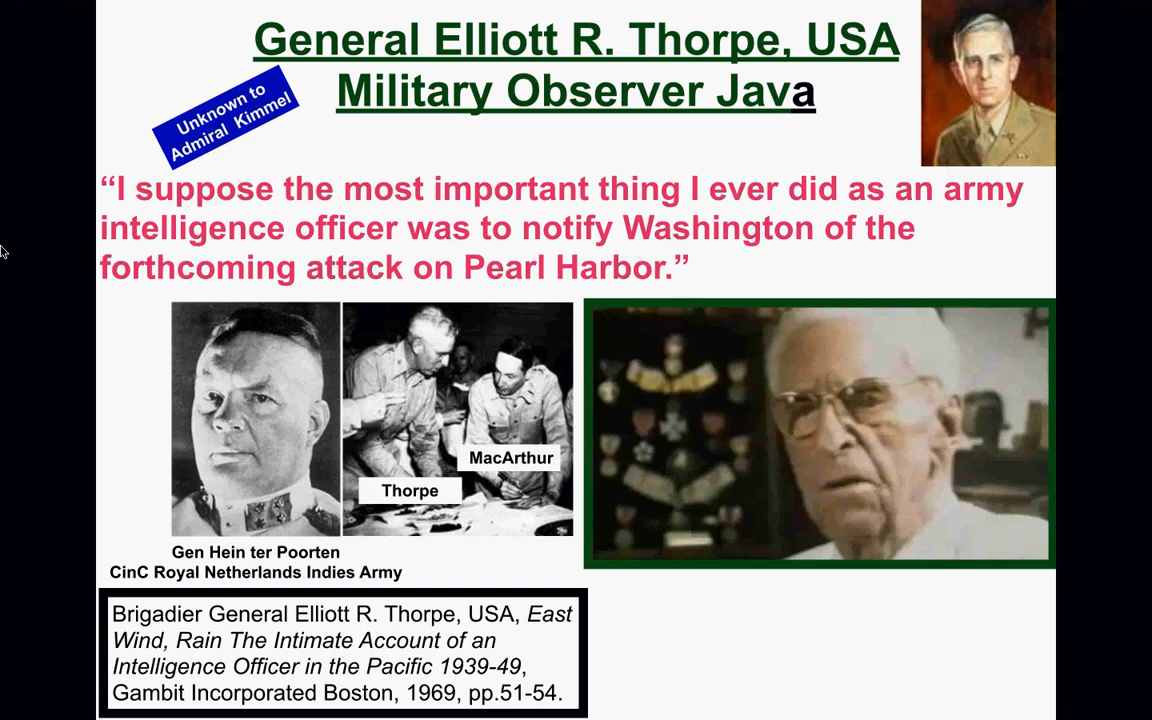 General Elliott R. Thorpe, USA
Military Observer Java
Unknown to
Admiral Kimmel
“I suppose the most important thing I ever did as an army
intelligence officer was to notify Washington of the
forthcoming attack on Pearl Harbor.”
MacArthur
Thorpe
Gen Hein ter Poorten
CinC Royal Netherlands Indies Army
Brigadier General Elliott R. Thorpe, USA, East
Wind, Rain The Intimate Account of an
Intelligence Officer in the Pacific 1939-49,
Gambit Incorporated Boston, 1969, pp.51-54.